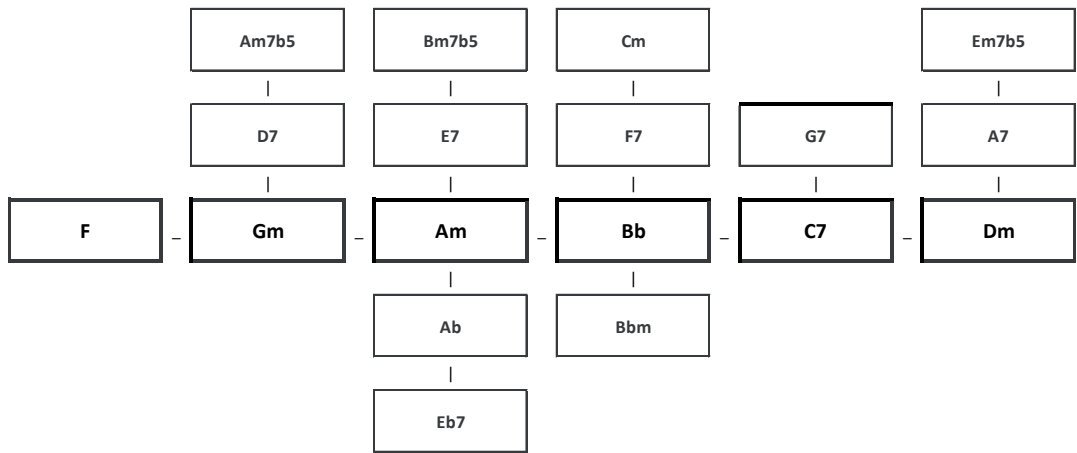 Am7b5 Bm7b5 Cm Em7b5
D7 E7 F7 G7 A7
F – Gm – Am – Bb – C7 – Dm
Ab Bbm
Eb7